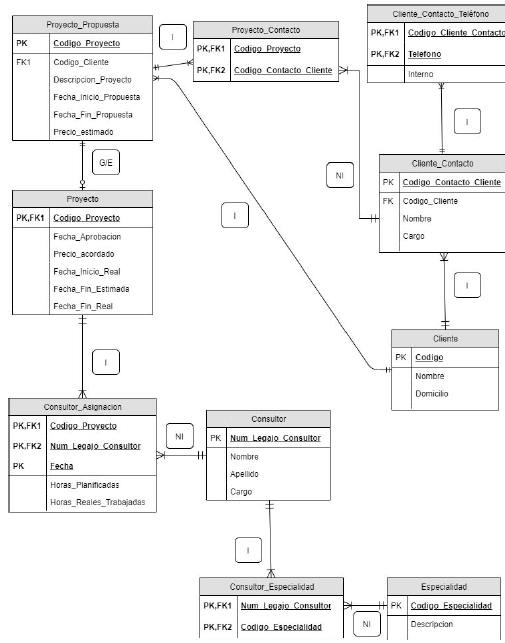 Proyecto_Propuesta
PK Codigo_Proyecto
FK1 Codigo_Cliente
Descripcion_Proyecto
Fecha_Inicio_Propuesta
Fecha_Fin_Propuesta
Precio_estimado
I
Proyecto_Contacto
PK,FK1 Codigo_Proyecto
PK,FK2 Codigo_Contacto_Cliente
Cliente_Contacto_Teléfono
PK,FK1 Codigo_Cliente_Contacto
PK,FK2 Telefono
Interno
I
NI
G/E
Cliente_Contacto
PK Codigo_Contacto_Cliente
FK Codigo_Cliente
Nombre
Cargo
Proyecto
PK,FK1 Codigo_Proyecto
Fecha_Aprobacion
Precio_acordado
Fecha_Inicio_Real
Fecha_Fin_Estimada
Fecha_Fin_Real
I
I
Cliente
PK Codigo
Nombre
Domicilio
I
Consultor_Asignacion
PK,FK1 Codigo_Proyecto
PK,FK2 Num_Legajo_Consultor
PK Fecha
Horas_Planificadas
Horas_Reales_Trabajadas
NI
Consultor
PK Num_Legajo_Consultor
Nombre
Apellido
Cargo
I
Consultor_Especialidad
PK,FK1 Num_Legajo_Consultor
PK,FK2 Codigo_Especialidad
NI
Especialidad
PK Codigo_Especialidad
Descripcion